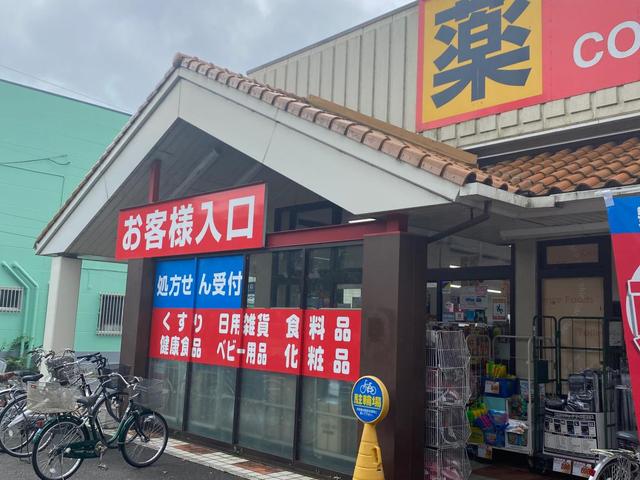 薬
CO
お客様入口
処方せん受付
くすり 日用雑貨 食料品
健康食品 ベビー用品 化粧品
駐輪場